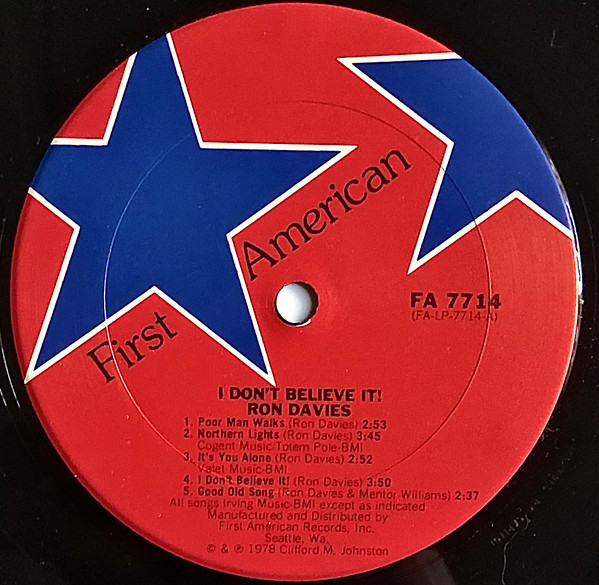 First American
FA 7714
(FA-LP-7714-A)
I DON'T BELIEVE IT!
RON DAVIES
1. Poor Man Walks (Ron Davies) 2:53
2. Northern Lights (Ron Davies) 3:45
Cogent Music/Totem Pole-BMI
3. It's You Alone (Ron Davies) 2:52
Valet Music-BMI
4. I Don't Believe It! (Ron Davies) 3:50
5. Good Old Song (Ron Davies & Mentor Williams) 2:37
All songs Irving Music-BMI except as indicated
Manufactured and Distributed by
First American Records, Inc.
Seattle, Wa.
© & ℗ 1978 Clifford M. Johnston